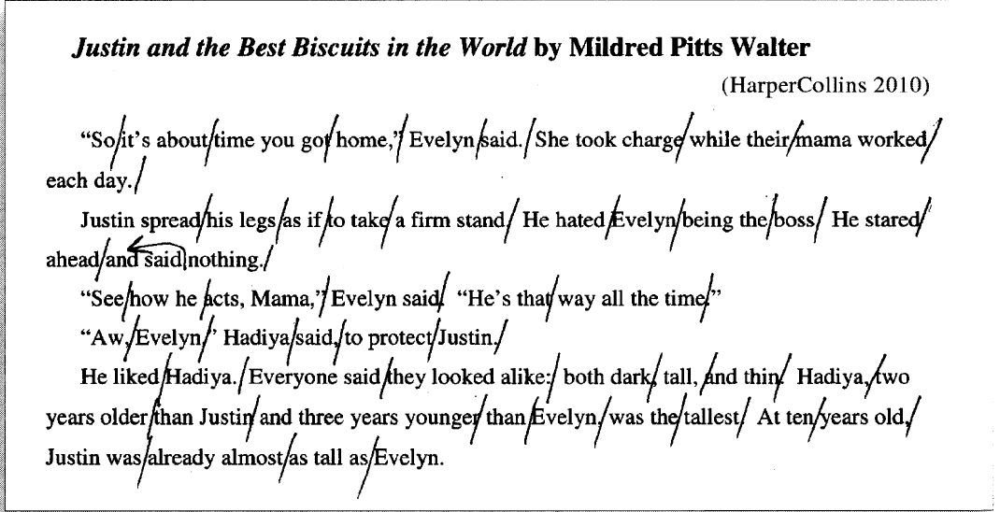 Justin and the Best Biscuits in the World by Mildred Pitts Walter
(HarperCollins 2010)
“So/it's about/time you got/home,”/Evelyn/said./She took charge/while their/mama worked/
each day./
Justin spread/his legs/as if/to take/a firm stand/ He hated/Evelyn/being the/boss/ He stared/
ahead/and said/nothing./
“See/how he/acts, Mama,”/Evelyn said/ “He's that/way all the time/.”
“Aw,/Evelyn/” Hadiya/said,/to protect/Justin./
He liked/Hadiya./Everyone said/they looked alike:/ both dark,/ tall, /and thin/ Hadiya,/two
years older/than Justin/and three years younger/than/Evelyn,/was the/tallest/ At ten/years old,/
Justin was/already almost/as tall as/Evelyn.